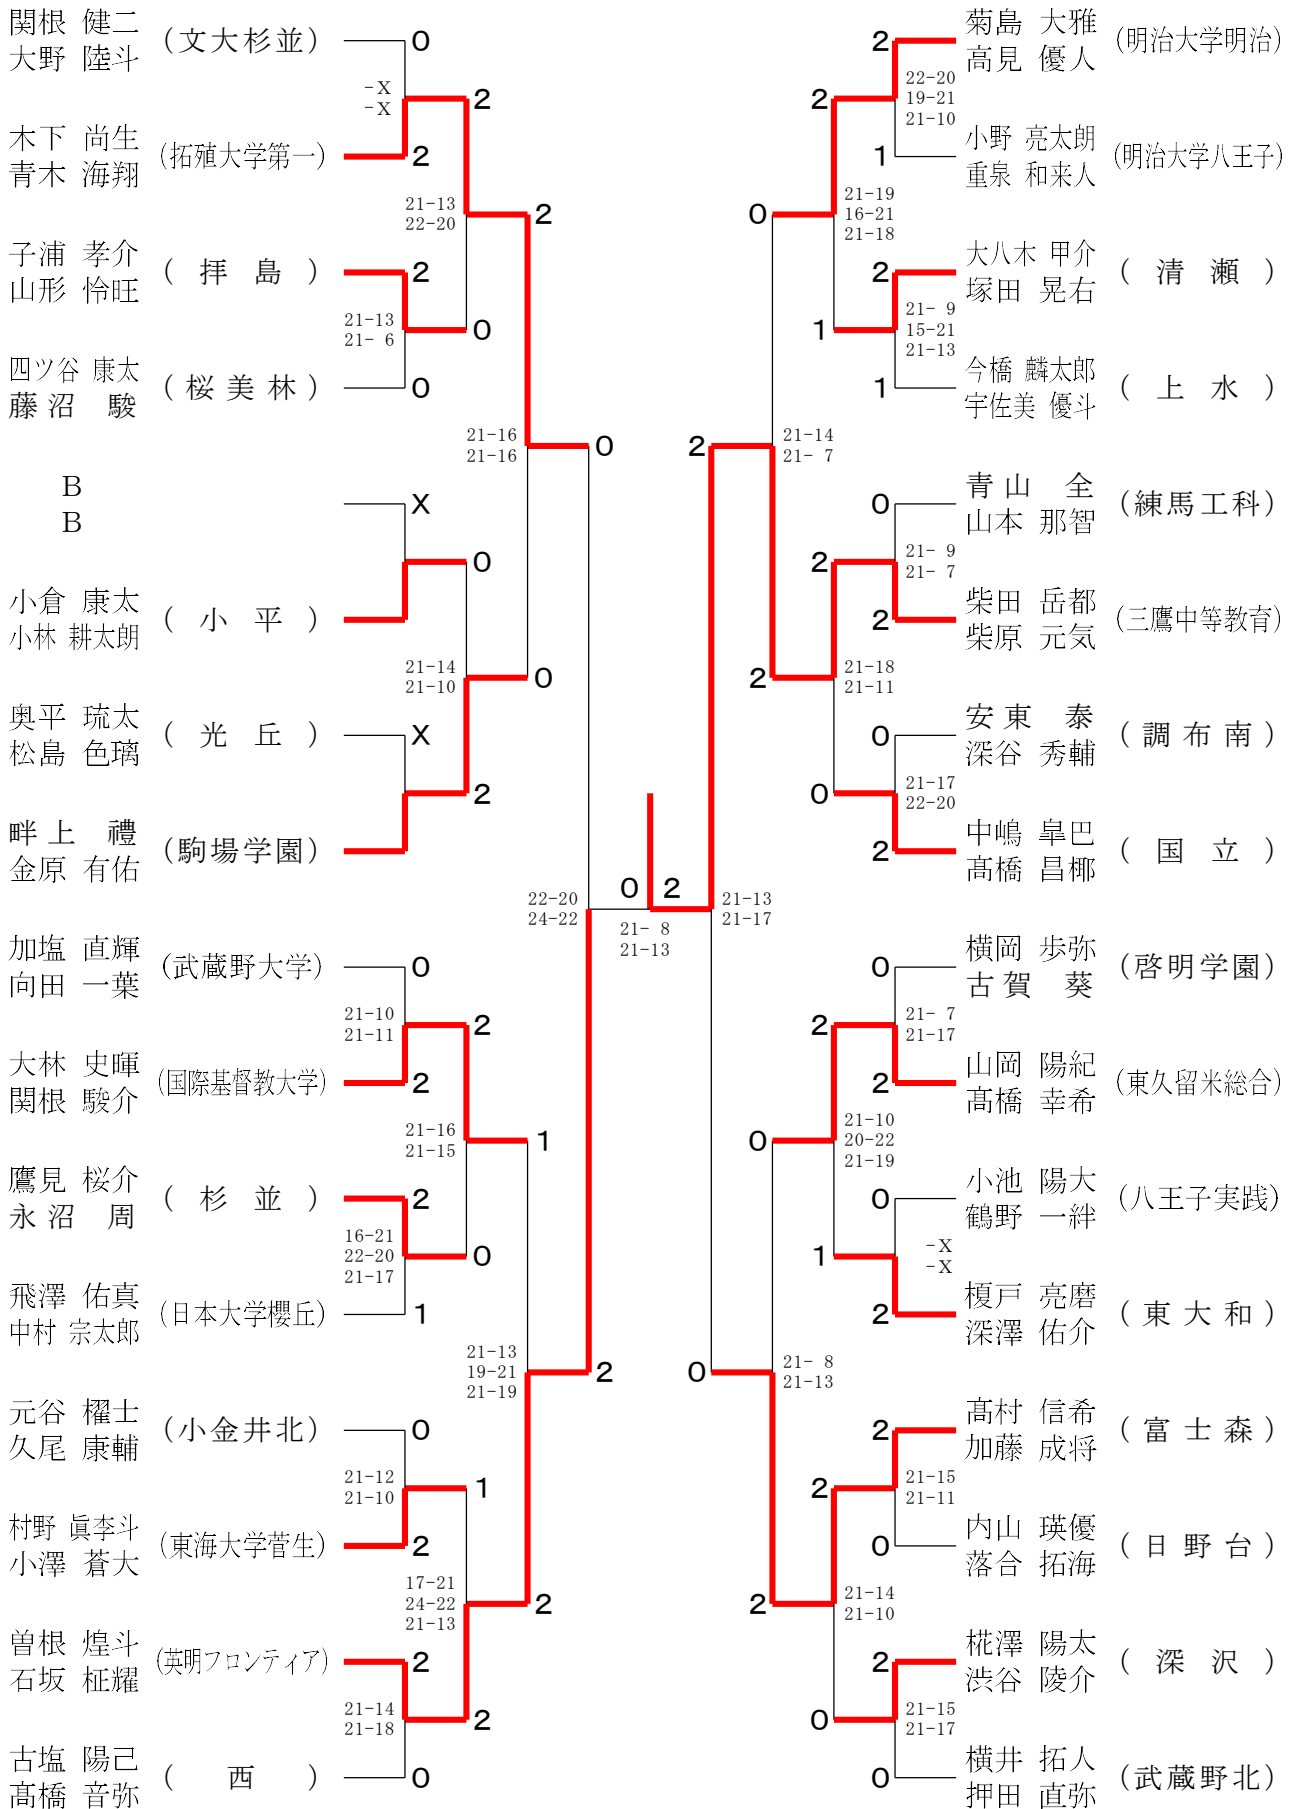 関根 健二
大野 陸斗
(文大杉並)
0
-X
-X
2
木下 尚生
青木 海翔
(拓殖大学第一)
2
21-13
22-20
2
子浦 孝介
山形 怜旺
(拝島)
2
21-13
21- 6
0
四ツ谷 康太
藤沼 駿
(桜美林)
0
21-16
21-16
0
B
B
X
0
小倉 康太
小林 耕太朗
(小平)
21-14
21-10
0
奥平 琉太
松島 色璃
(光丘)
X
2
畔上 禮
金原 有佑
(駒場学園)
22-20
24-22
0
2
21- 8
21-13
加塩 直輝
向田 一葉
(武蔵野大学)
0
21-10
21-11
2
大林 史暉
関根 駿介
(国際基督教大学)
2
21-16
21-15
1
鷹見 桜介
永沼 周
(杉並)
2
16-21
22-20
21-17
0
飛澤 佑真
中村 宗太郎
(日本大学櫻丘)
1
21-13
19-21
21-19
2
元谷 櫂士
久尾 康輔
(小金井北)
0
21-12
21-10
1
村野 眞李斗
小澤 蒼大
(東海大学菅生)
2
17-21
24-22
21-13
2
曽根 煌斗
石坂 柾耀
(英明フロンティア)
2
21-14
21-18
2
古塩 陽己
髙橋 音弥
(西)
0
菊島 大雅
高見 優人
(明治大学明治)
2
22-20
19-21
21-10
2
小野 亮太朗
重泉 和来人
(明治大学八王子)
1
21-19
16-21
21-18
0
大八木 甲介
塚田 晃右
(清瀬)
2
21- 9
15-21
21-13
1
今橋 麟太郎
宇佐美 優斗
(上水)
1
21-14
21- 7
2
青山 全
山本 那智
(練馬工科)
0
21- 9
21- 7
2
柴田 岳都
柴原 元気
(三鷹中等教育)
2
21-18
21-11
2
安東 泰
深谷 秀輔
(調布南)
0
21-17
22-20
0
中嶋 皐巴
髙橋 昌椰
(国立)
2
21-13
21-17
横岡 歩弥
古賀 葵
(啓明学園)
0
21- 7
21-17
2
山岡 陽紀
髙橋 幸希
(東久留米総合)
2
21-10
20-22
21-19
0
小池 陽大
鶴野 一絆
(八王子実践)
0
-X
-X
1
榎戸 亮磨
深澤 佑介
(東大和)
2
21- 8
21-13
0
髙村 信希
加藤 成将
(富士森)
2
21-15
21-11
2
内山 瑛優
落合 拓海
(日野台)
0
21-14
21-10
2
椛澤 陽太
渋谷 陵介
(深沢)
2
21-15
21-17
0
横井 拓人
押田 直弥
(武蔵野北)
0